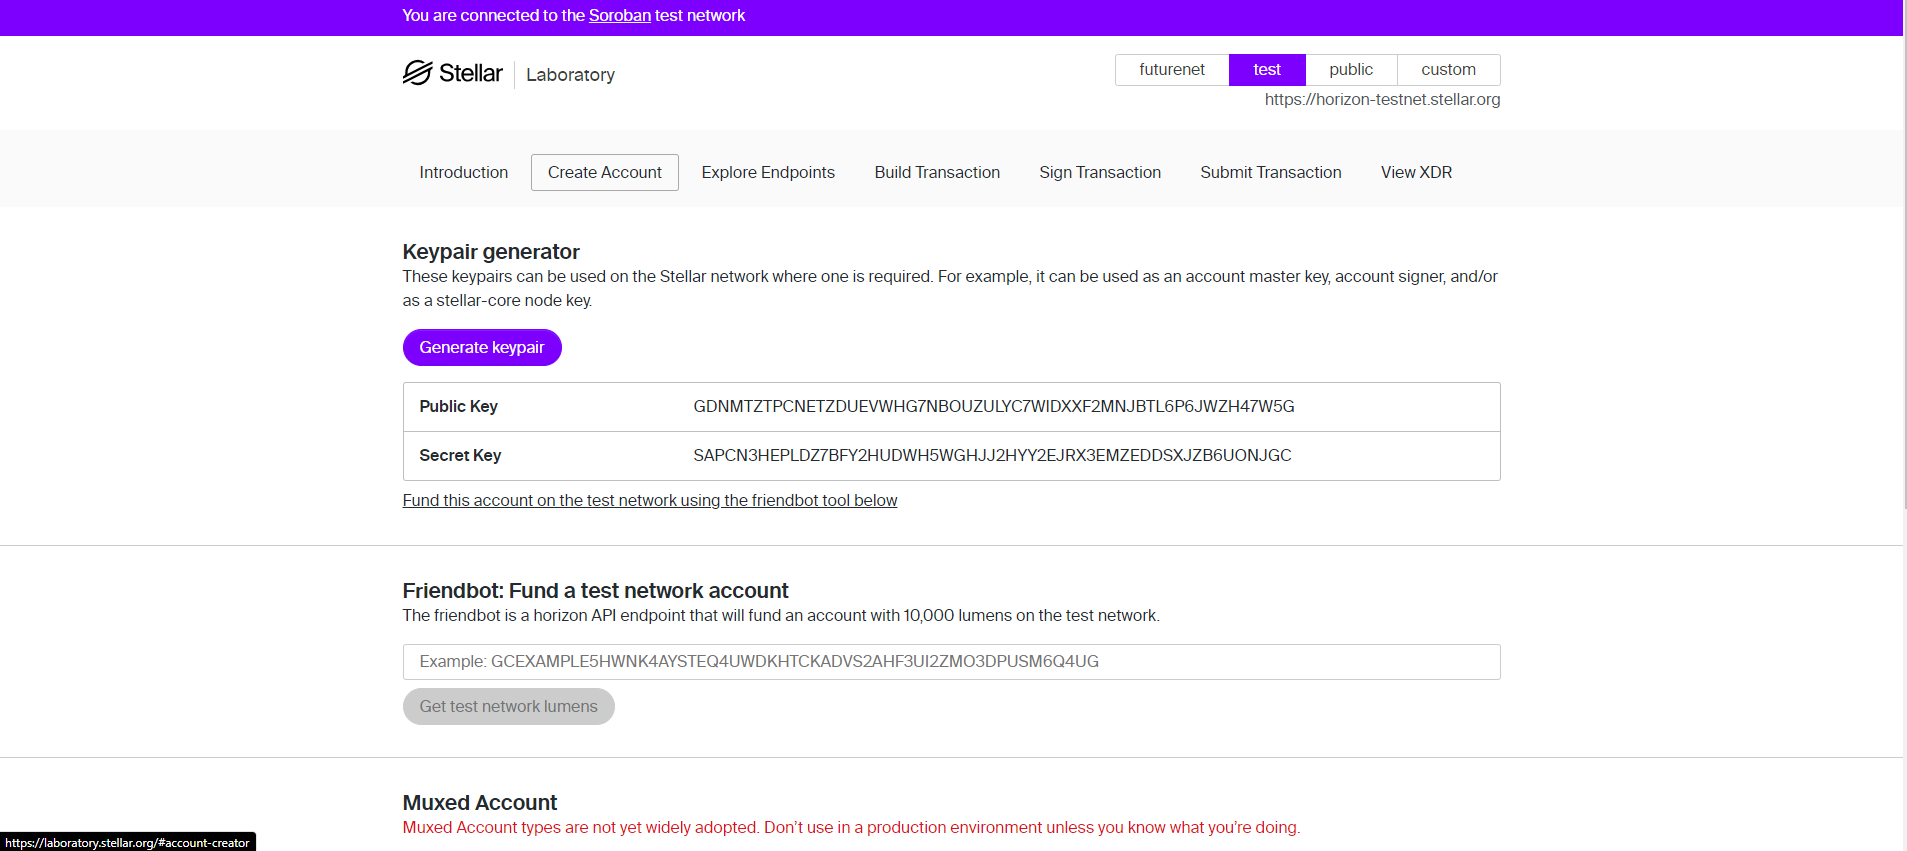 You are connected to the Soroban test network
Stellar Laboratory
futurenet test public custom
https://horizon-testnet.stellar.org
Introduction Create Account Explore Endpoints Build Transaction Sign Transaction Submit Transaction View XDR
Keypair generator
These keypairs can be used on the Stellar network where one is required. For example, it can be used as an account master key, account signer, and/or
as a stellar-core node key.
Generate keypair
Public Key GDNMTZTPCNETZDUEVWHG7NBOUZULYC7WIDXXF2MNJBTL6P6JWZH47W5G
Secret Key SAPCN3HEPLDZ7BFY2HUDWH5WGHJJ2HYY2EJRX3EMZEDDSXJZB6UONJGC
Fund this account on the test network using the friendbot tool below
Friendbot: Fund a test network account
The friendbot is a horizon API endpoint that will fund an account with 10,000 lumens on the test network.
Example: GCEXAMPLE5HWNK4AYSTEQ4UWDKHTCKADVS2AHF3UI2ZMO3DPUSM6Q4UG
Get test network lumens
Muxed Account
Muxed Account types are not yet widely adopted. Don't use in a production environment unless you know what you're doing.
https://laboratory.stellar.org/#account-creator